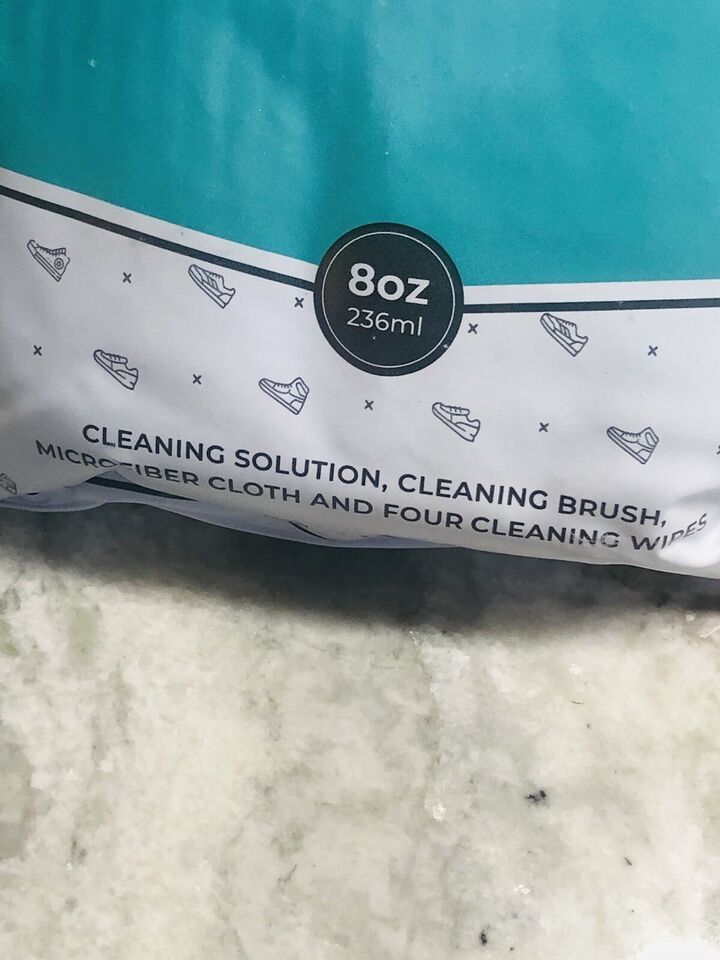 8oz
236ml
CLEANING SOLUTION, CLEANING BRUSH,
MICROFIBER CLOTH AND FOUR CLEANING WIPES